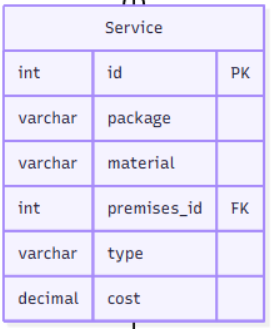 Service
int id PK
varchar package
varchar material
int premises_id FK
varchar type
decimal cost